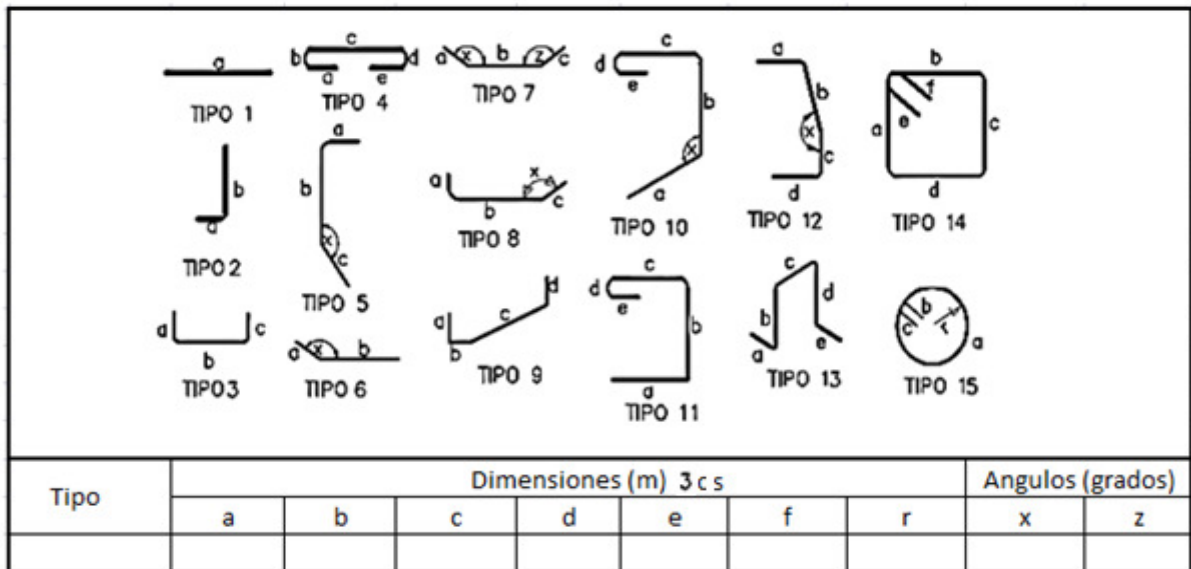 a
TIPO 1
b c d
a e
TIPO 4
a x b z c
TIPO 7
c
d
e
b
x
a
TIPO 10
a
b
x
c
d
TIPO 12
b
f
a e c
d
TIPO 14
b
a
TIPO 2
a
b
x
c
TIPO 5
a x
b c
TIPO 8
a c
b
TIPO3
a x b
TIPO 6
d
a c
b
TIPO 9
c
d
e
b
a
TIPO 11
c
b d
a e
TIPO 13
b
c r a
TIPO 15
Tipo Dimensiones (m) 3 c s Angulos (grados)
a b c d e f r x z